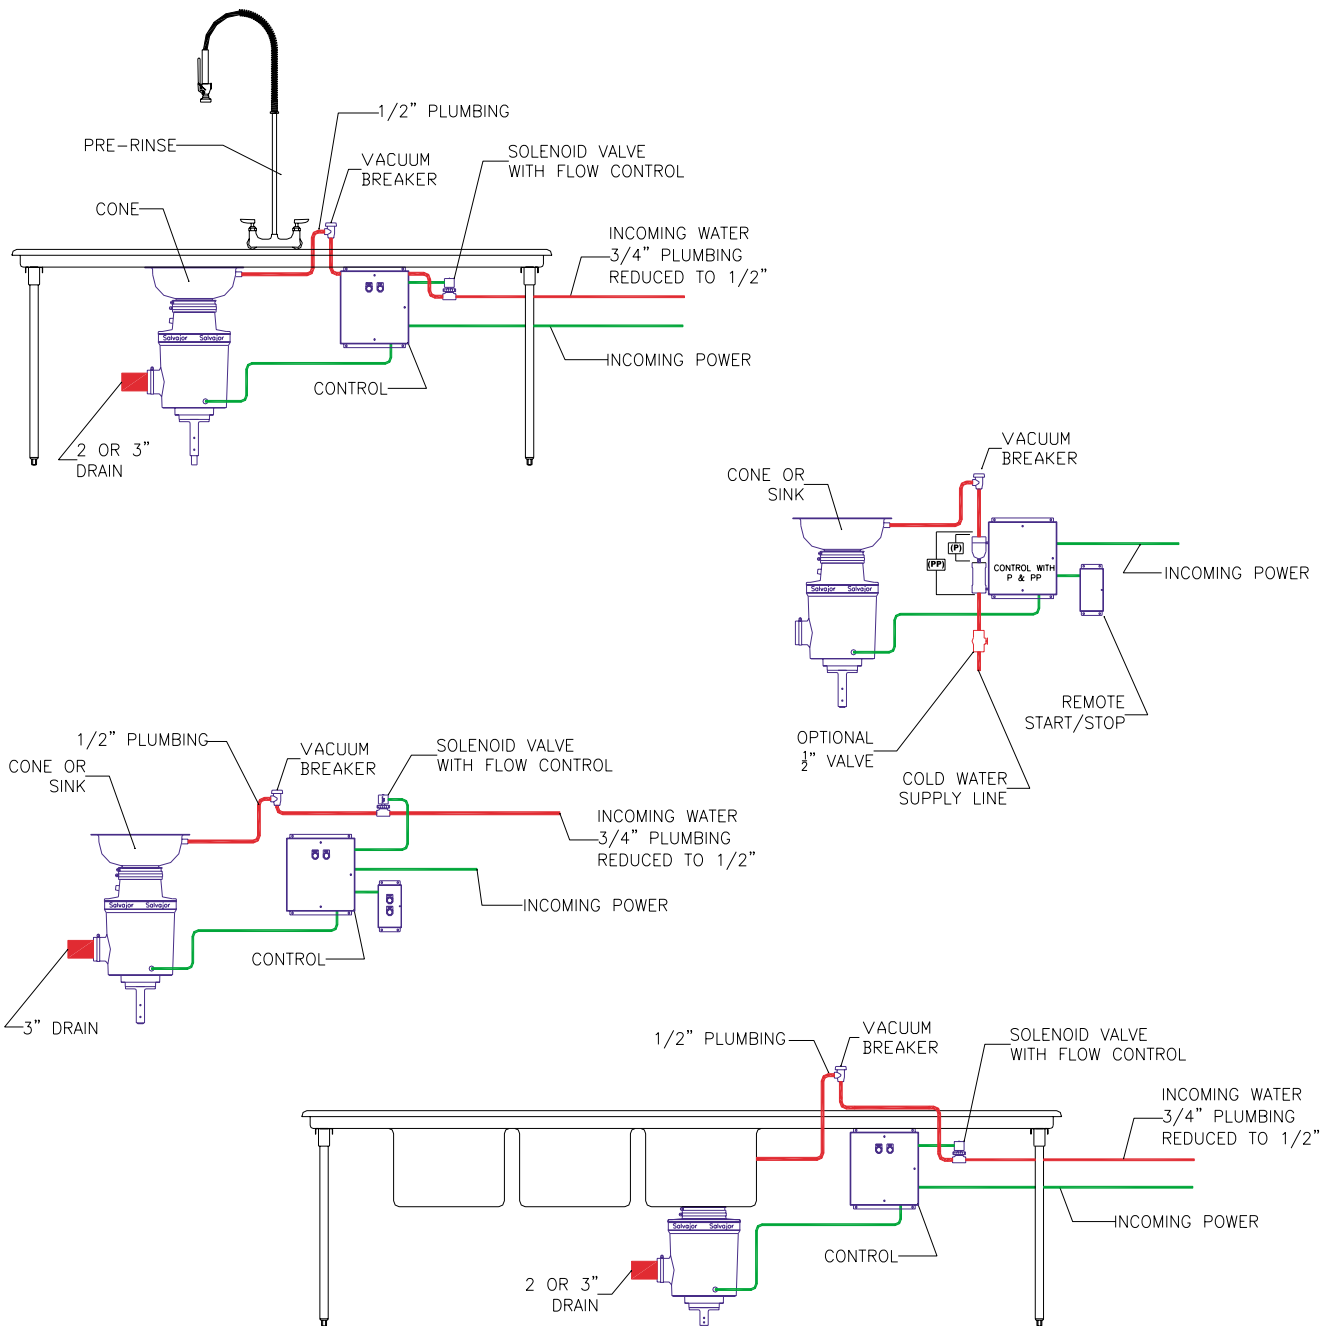 1/2” PLUMBING
PRE-RINSE
VACUUM
BREAKER
SOLENOID VALVE
WITH FLOW CONTROL
CONE
INCOMING WATER
3/4” PLUMBING
REDUCED TO 1/2”
Salvajor Salvajor
INCOMING POWER
CONTROL
2 OR 3”
DRAIN
VACUUM
BREAKER
CONE OR
SINK
(P)
(PP)
CONTROL WITH
P & PP
INCOMING POWER
Salvajor Salvajor
REMOTE
START/STOP
OPTIONAL
½” VALVE
COLD WATER
SUPPLY LINE
1/2” PLUMBING
VACUUM
BREAKER
SOLENOID VALVE
WITH FLOW CONTROL
CONE OR
SINK
INCOMING WATER
3/4” PLUMBING
REDUCED TO 1/2”
Salvajor Salvajor
INCOMING POWER
CONTROL
3” DRAIN
1/2” PLUMBING
VACUUM
BREAKER
SOLENOID VALVE
WITH FLOW CONTROL
INCOMING WATER
3/4” PLUMBING
REDUCED TO 1/2”
Salvajor Salvajor
INCOMING POWER
CONTROL
2 OR 3”
DRAIN